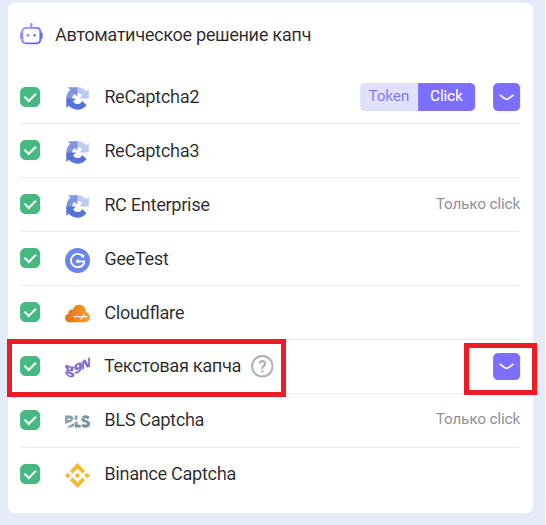 Автоматическое решение капч
ReCaptcha2 Token Click
ReCaptcha3
RC Enterprise Только click
GeeTest
Cloudflare
Текстовая капча ?
BLS BLS Captcha Только click
Binance Captcha